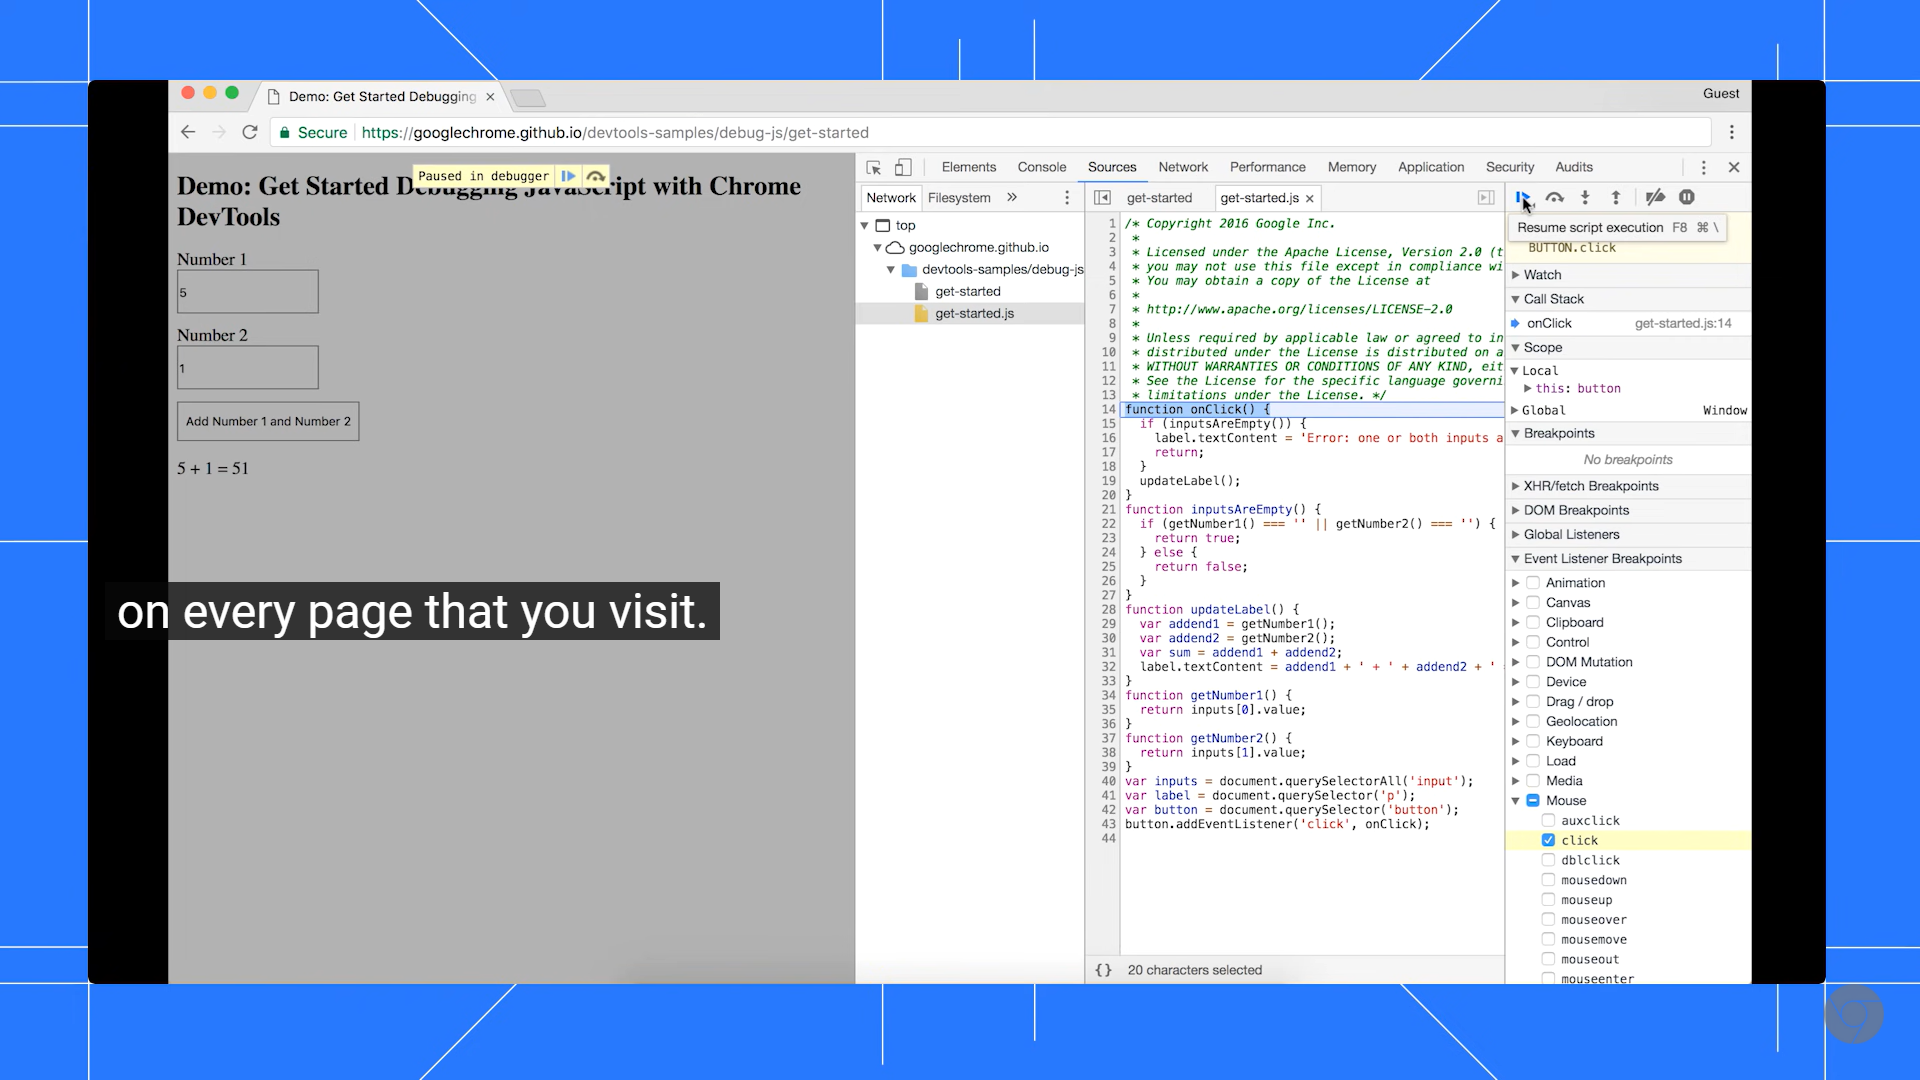 Demo: Get Started Debugging
Guest
Secure https://googlechrome.github.io/devtools-samples/debug-js/get-started
Paused in debugger
Demo: Get Started Debugging JavaScript with Chrome
DevTools
Number 1
5
Number 2
1
Add Number 1 and Number 2
5 + 1 = 51
on every page that you visit.
Elements Console Sources Network Performance Memory Application Security Audits
Network Filesystem »
top
googlechrome.github.io
devtools-samples/debug-js
get-started
get-started.js
get-started get-started.js
1 /* Copyright 2016 Google Inc.
2 *
3 * Licensed under the Apache License, Version 2.0 (t
4 * you may not use this file except in compliance wi
5 * You may obtain a copy of the License at
6 *
7 * http://www.apache.org/licenses/LICENSE-2.0
8 *
9 * Unless required by applicable law or agreed to in
10 * distributed under the License is distributed on a
11 * WITHOUT WARRANTIES OR CONDITIONS OF ANY KIND, eit
12 * See the License for the specific language governi
13 * limitations under the License. */
14 function onClick() {
15 if (inputsAreEmpty()) {
16 label.textContent = 'Error: one or both inputs a
17 return;
18 }
19 updateLabel();
20 }
21 function inputsAreEmpty() {
22 if (getNumber1() === '' || getNumber2() === '') {
23 return true;
24 } else {
25 return false;
26 }
27 }
28 function updateLabel() {
29 var addend1 = getNumber1();
30 var addend2 = getNumber2();
31 var sum = addend1 + addend2;
32 label.textContent = addend1 + ' + ' + addend2 + '
33 }
34 function getNumber1() {
35 return inputs[0].value;
36 }
37 function getNumber2() {
38 return inputs[1].value;
39 }
40 var inputs = document.querySelectorAll('input');
41 var label = document.querySelector('p');
42 var button = document.querySelector('button');
43 button.addEventListener('click', onClick);
44
{} 20 characters selected
Resume script execution F8 ⌘ \
BUTTON.click
Watch
Call Stack
onClick get-started.js:14
Scope
Local
this: button
Global Window
Breakpoints
No breakpoints
XHR/fetch Breakpoints
DOM Breakpoints
Global Listeners
Event Listener Breakpoints
Animation
Canvas
Clipboard
Control
DOM Mutation
Device
Drag / drop
Geolocation
Keyboard
Load
Media
Mouse
auxclick
click
dblclick
mousedown
mouseup
mouseover
mousemove
mouseout
mouseenter